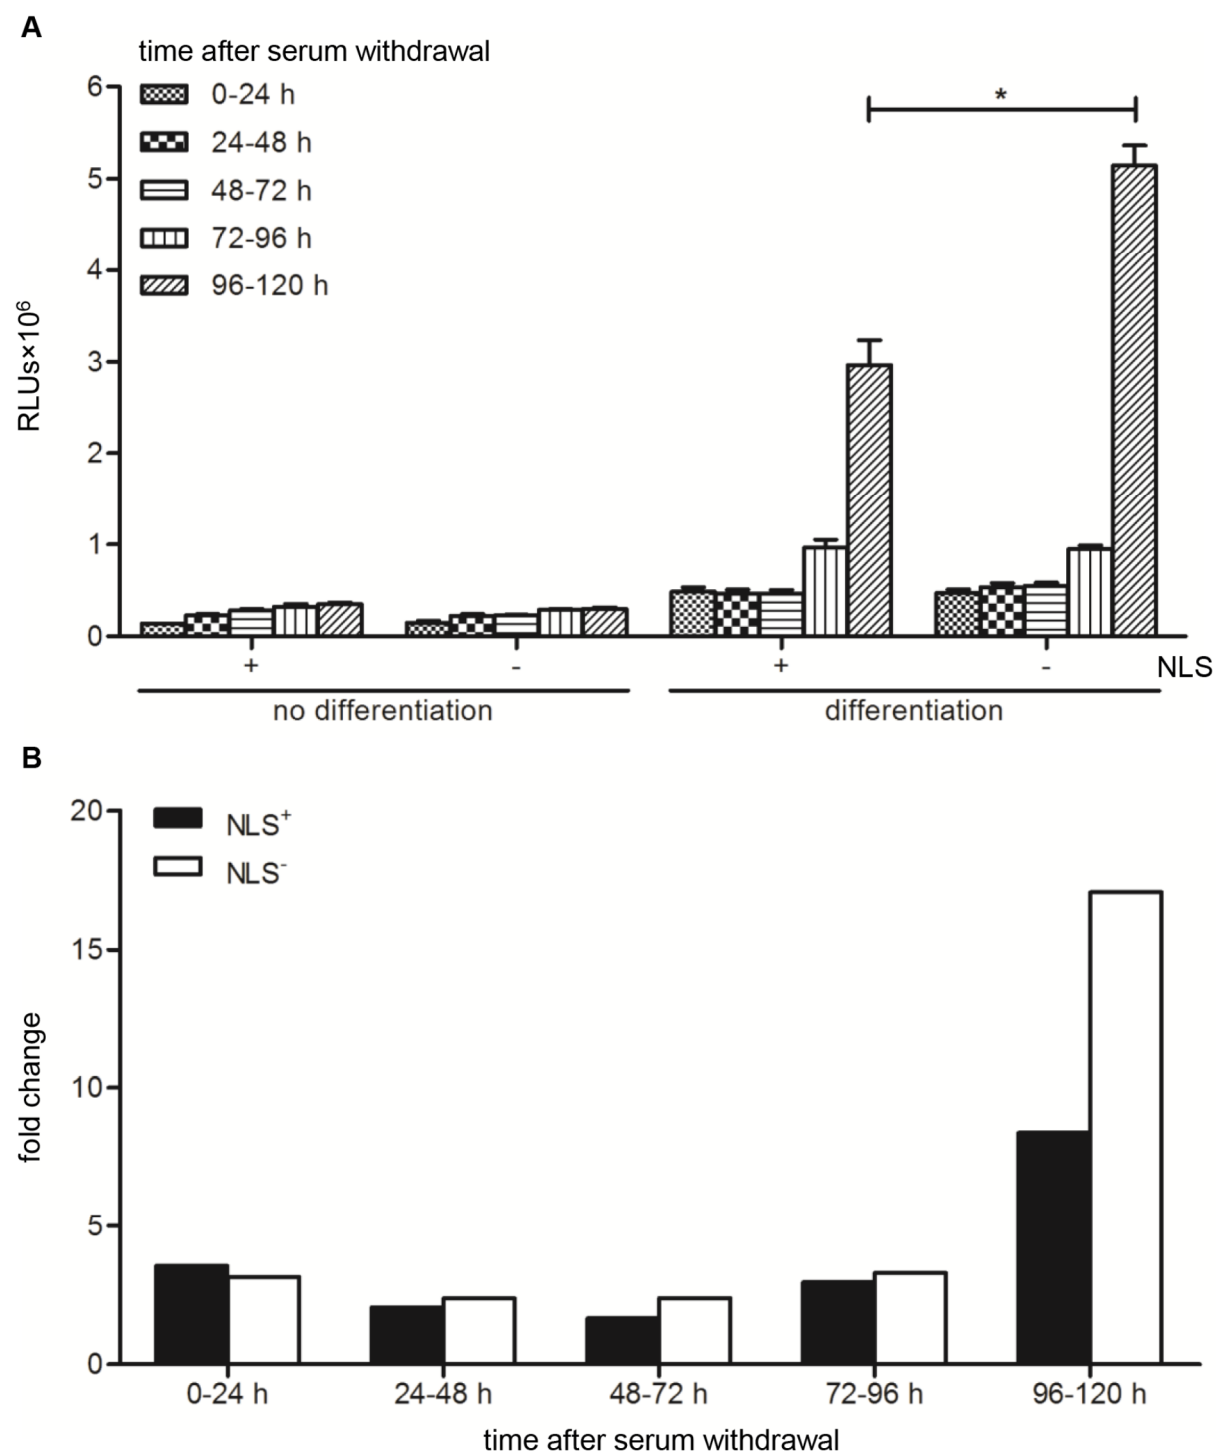 A
time after serum withdrawal
0-24 h
24-48 h
48-72 h
72-96 h
96-120 h
6
5
4
3
2
1
0
RLUs×10⁶
*
+ - + - NLS
no differentiation differentiation
B
NLS⁺
NLS⁻
20
15
10
5
0
fold change
0-24 h 24-48 h 48-72 h 72-96 h 96-120 h
time after serum withdrawal